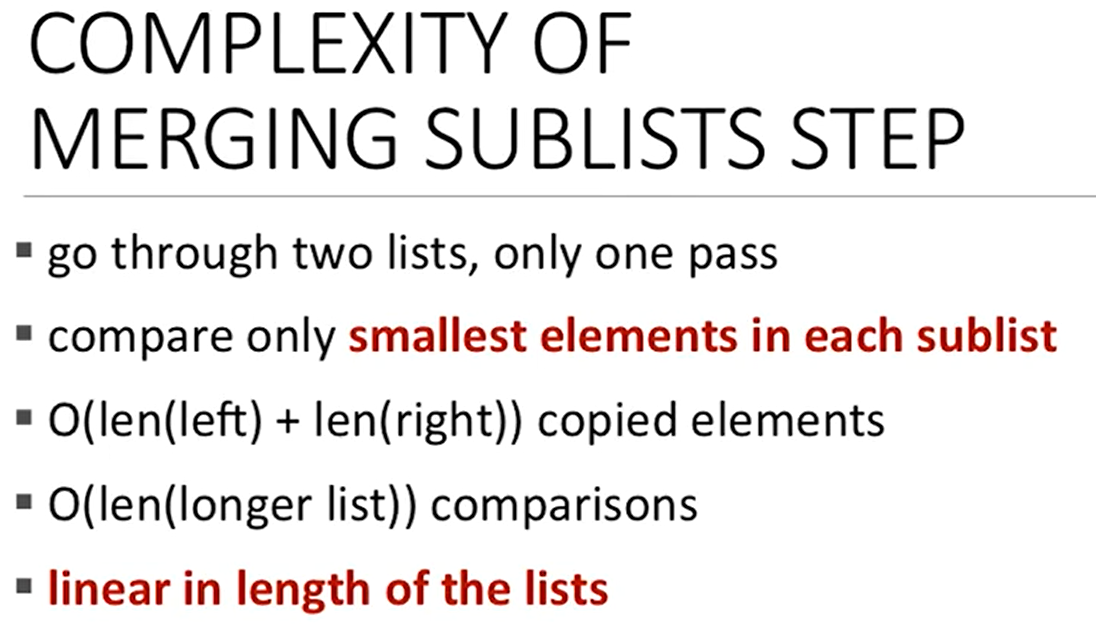 COMPLEXITY OF
MERGING SUBLISTS STEP
▪ go through two lists, only one pass
▪ compare only smallest elements in each sublist
▪ O(len(left) + len(right)) copied elements
▪ O(len(longer list)) comparisons
▪ linear in length of the lists